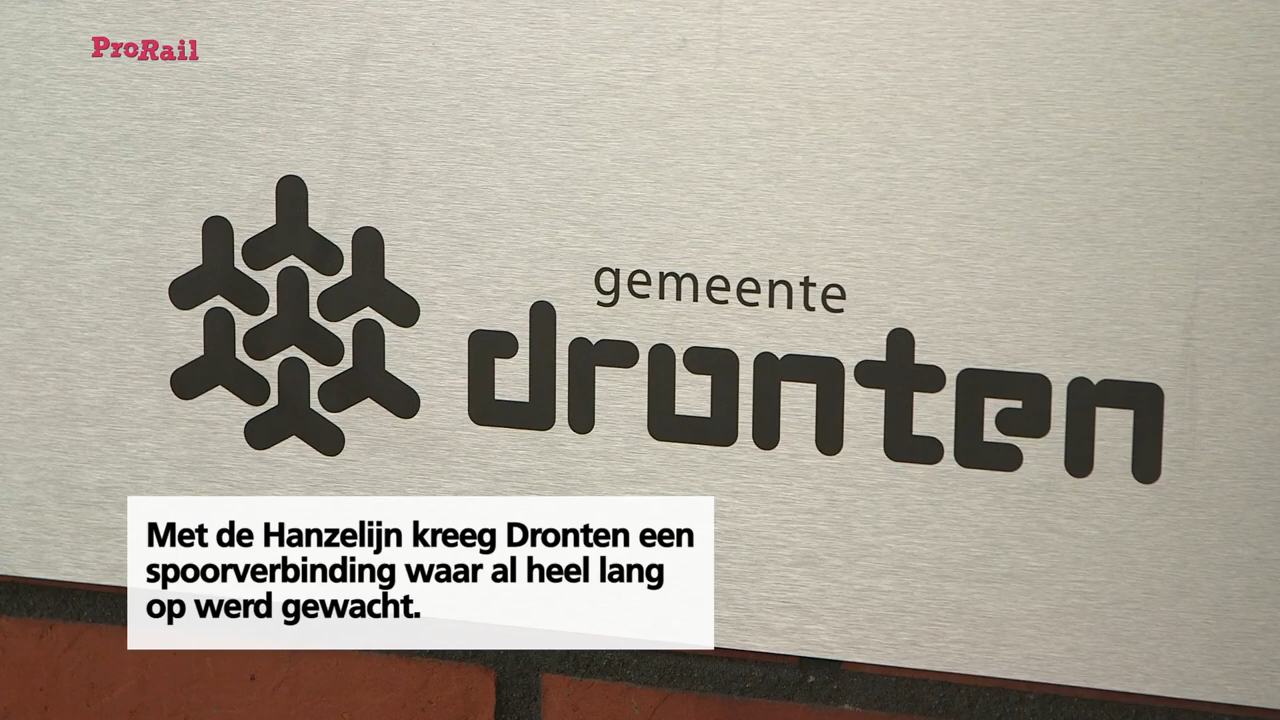 ProRail
gemeente
dronten
Met de Hanzelijn kreeg Dronten een
spoorverbinding waar al heel lang
op werd gewacht.